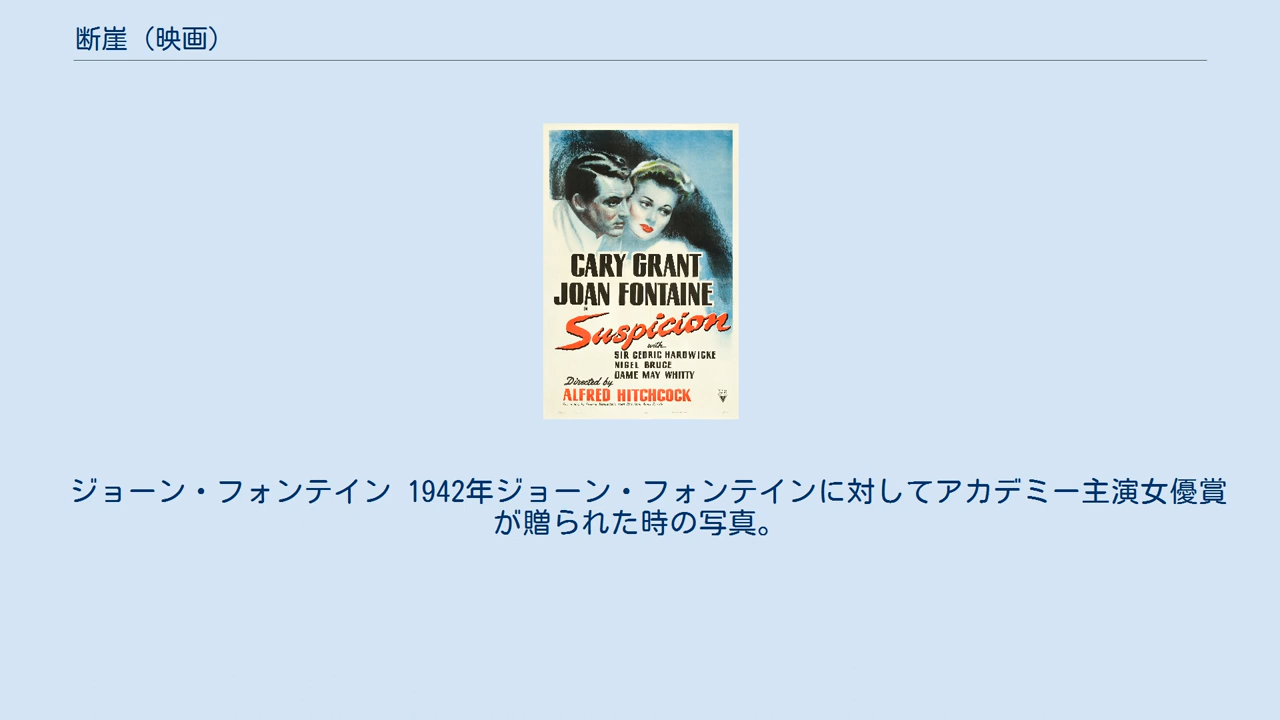 断崖（映画）
CARY GRANT
JOAN FONTAINE
in
Suspicion
with
SIR CEDRIC HARDWICKE
NIGEL BRUCE
DAME MAY WHITTY
Directed by
ALFRED HITCHCOCK
ジョーン・フォンテイン 1942年ジョーン・フォンテインに対してアカデミー主演女優賞
が贈られた時の写真。